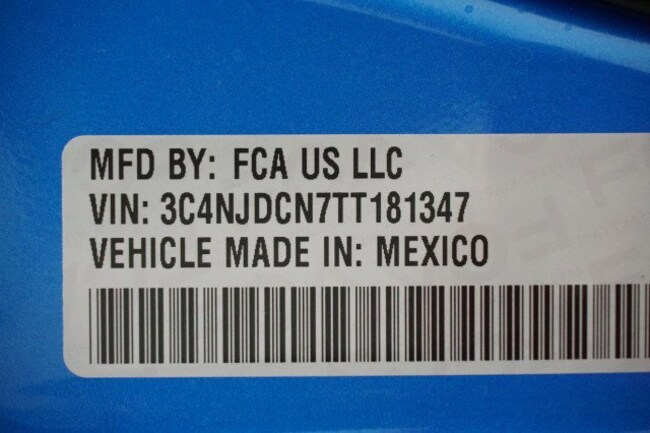 MFD BY: FCA US LLC
VIN: 3C4NJDCN7TT181347
VEHICLE MADE IN: MEXICO